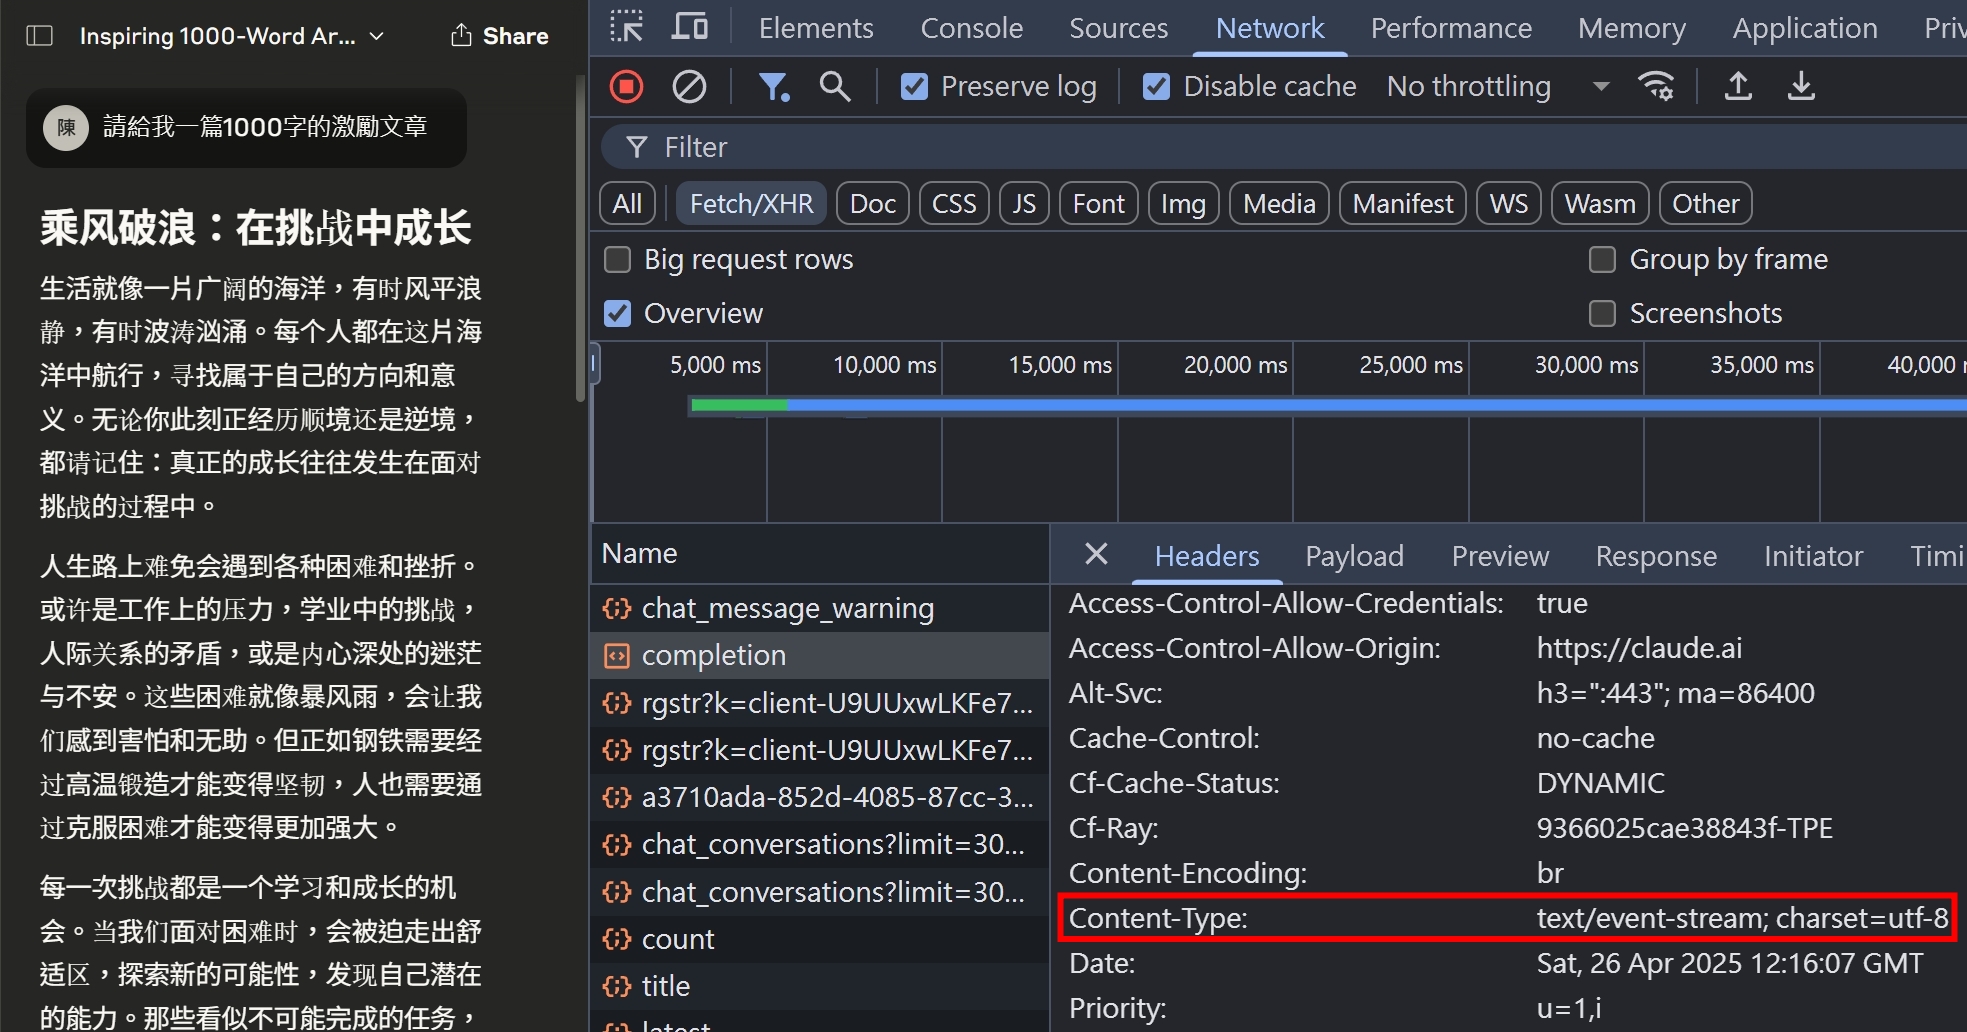 Inspiring 1000-Word Ar...
Share
陳
請給我一篇1000字的激勵文章
乘风破浪：在挑战中成长
生活就像一片广阔的海洋，有时风平浪
静，有时波涛汹涌。每个人都在这片海
洋中航行，寻找属于自己的方向和意
义。无论你此刻正经历顺境还是逆境，
都请记住：真正的成长往往发生在面对
挑战的过程中。
人生路上难免会遇到各种困难和挫折。
或许是工作上的压力，学业中的挑战，
人际关系的矛盾，或是内心深处的迷茫
与不安。这些困难就像暴风雨，会让我
们感到害怕和无助。但正如钢铁需要经
过高温锻造才能变得坚韧，人也需要通
过克服困难才能变得更加强大。
每一次挑战都是一个学习和成长的机
会。当我们面对困难时，会被迫走出舒
适区，探索新的可能性，发现自己潜在
的能力。那些看似不可能完成的任务，
Elements
Console
Sources
Network
Performance
Memory
Application
Priv
Preserve log
Disable cache
No throttling
Filter
All
Fetch/XHR
Doc
CSS
JS
Font
Img
Media
Manifest
WS
Wasm
Other
Big request rows
Group by frame
Overview
Screenshots
5,000 ms
10,000 ms
15,000 ms
20,000 ms
25,000 ms
30,000 ms
35,000 ms
40,000
Name
chat_message_warning
completion
rgstr?k=client-U9UUxwLKFe7...
rgstr?k=client-U9UUxwLKFe7...
a3710ada-852d-4085-87cc-3...
chat_conversations?limit=30...
chat_conversations?limit=30...
count
title
latest
Headers
Payload
Preview
Response
Initiator
Timi
Access-Control-Allow-Credentials: true
Access-Control-Allow-Origin: https://claude.ai
Alt-Svc: h3=":443"; ma=86400
Cache-Control: no-cache
Cf-Cache-Status: DYNAMIC
Cf-Ray: 9366025cae38843f-TPE
Content-Encoding: br
Content-Type: text/event-stream; charset=utf-8
Date: Sat, 26 Apr 2025 12:16:07 GMT
Priority: u=1,i